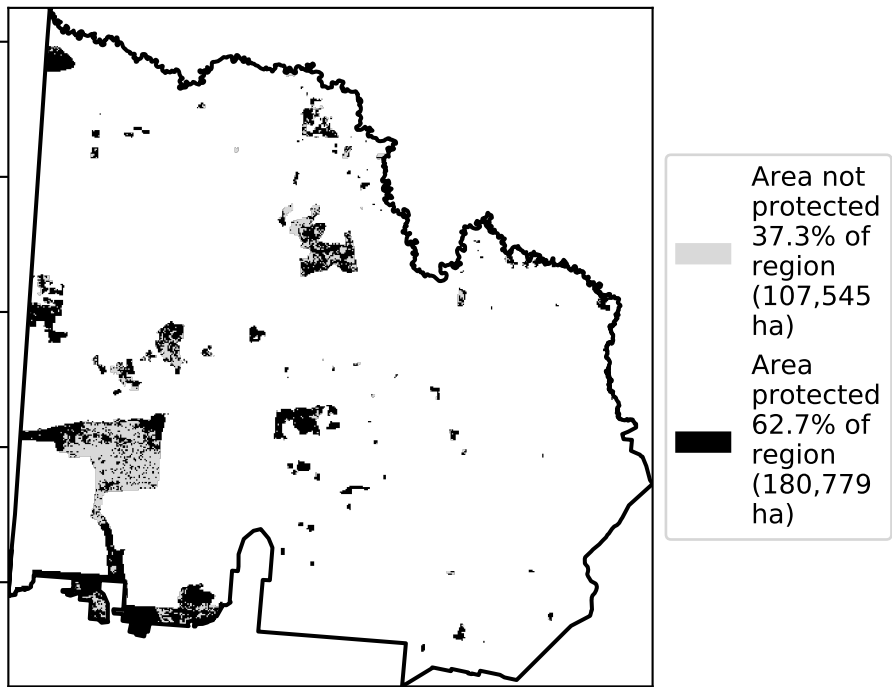 Area not
protected
37.3% of
region
(107,545
ha)
Area
protected
62.7% of
region
(180,779
ha)